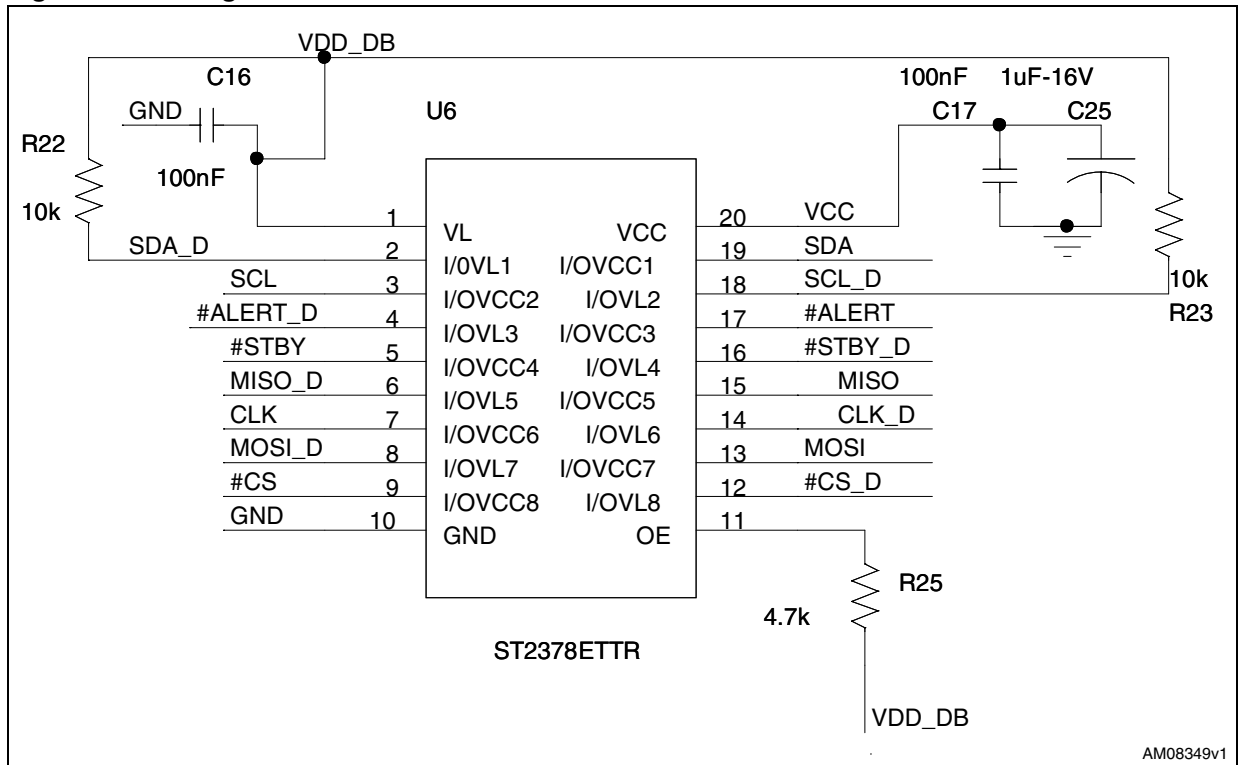 VDD_DB
C16
100nF 1uF-16V
GND
U6
C17 C25
R22
100nF
10k
1 VL VCC 20 VCC
SDA_D 2 I/0VL1 I/OVCC1 19 SDA
SCL 3 I/OVCC2 I/OVL2 18 SCL_D
10k
#ALERT_D 4 I/OVL3 I/OVCC3 17 #ALERT
R23
#STBY 5 I/OVCC4 I/OVL4 16 #STBY_D
MISO_D 6 I/OVL5 I/OVCC5 15 MISO
CLK 7 I/OVCC6 I/OVL6 14 CLK_D
MOSI_D 8 I/OVL7 I/OVCC7 13 MOSI
#CS 9 I/OVCC8 I/OVL8 12 #CS_D
GND 10 GND OE 11
R25
4.7k
ST2378ETTR
VDD_DB
AM08349v1